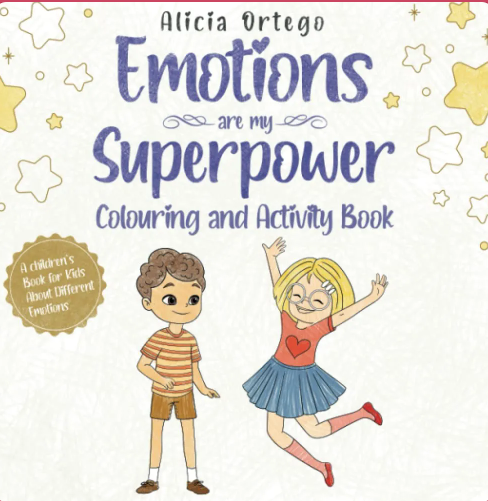 Alicia Ortego
Emotions
are my
Superpower
Colouring and Activity Book
A children's
Book for Kids
About Different
Emotions